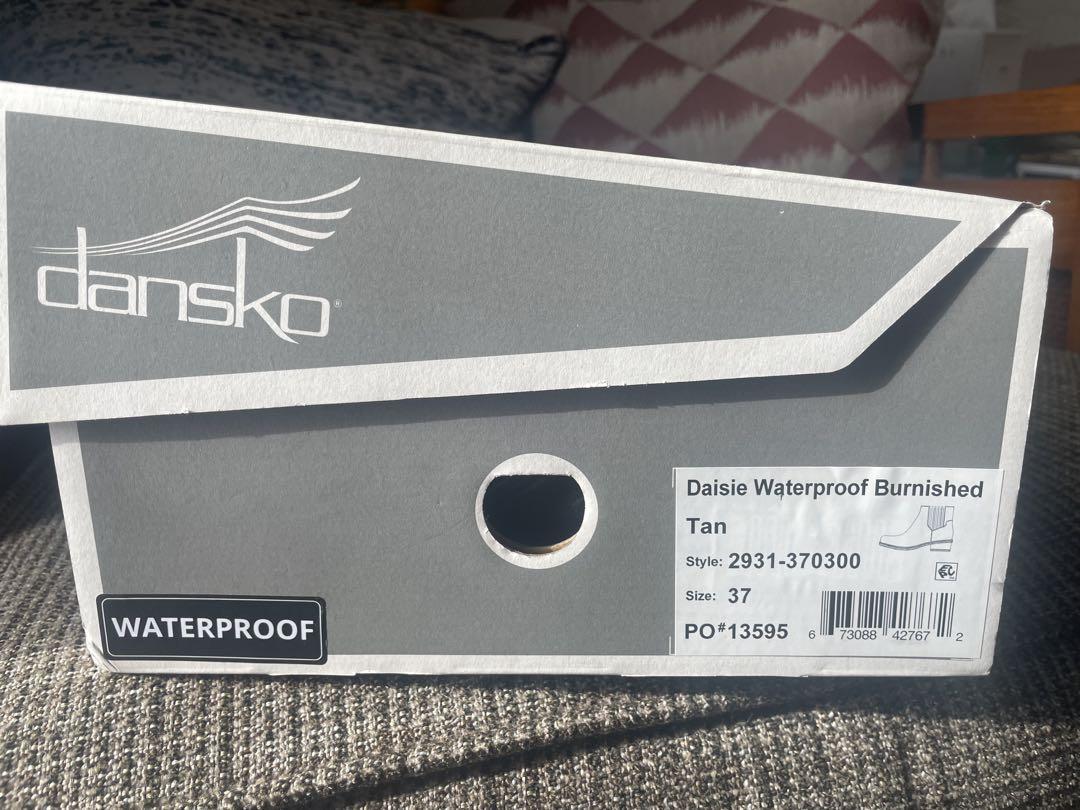 dansko®
Daisie Waterproof Burnished
Tan
Style: 2931-370300
Size: 37
PO#13595
6 73088 42767 2
WATERPROOF